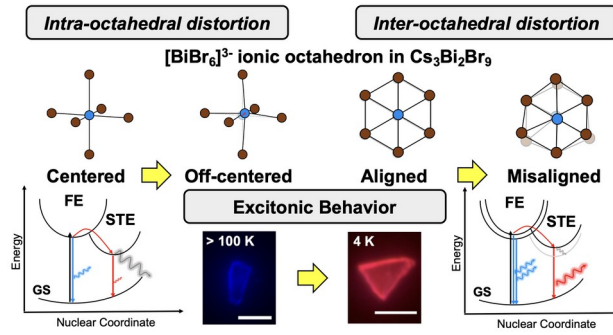 Intra-octahedral distortion
Inter-octahedral distortion
[BiBr6]3- ionic octahedron in Cs3Bi2Br9
Centered
Off-centered
Aligned
Misaligned
Excitonic Behavior
FE
STE
GS
Energy
Nuclear Coordinate
> 100 K
4 K
FE
STE
GS
Energy
Nuclear Coordinate